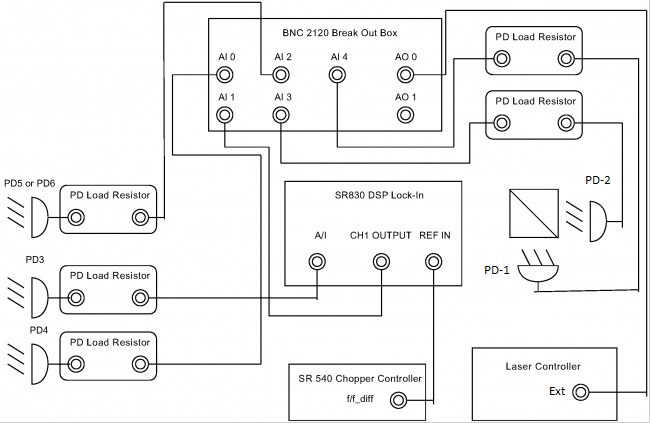 BNC 2120 Break Out Box
AI 0
AI 2
AI 4
AO 0
AI 1
AI 3
AO 1
PD Load Resistor
PD Load Resistor
PD5 or PD6
PD Load Resistor
SR830 DSP Lock-In
A/I
CH1 OUTPUT
REF IN
PD-2
PD-1
PD3
PD Load Resistor
PD4
PD Load Resistor
SR 540 Chopper Controller
f/f_diff
Laser Controller
Ext